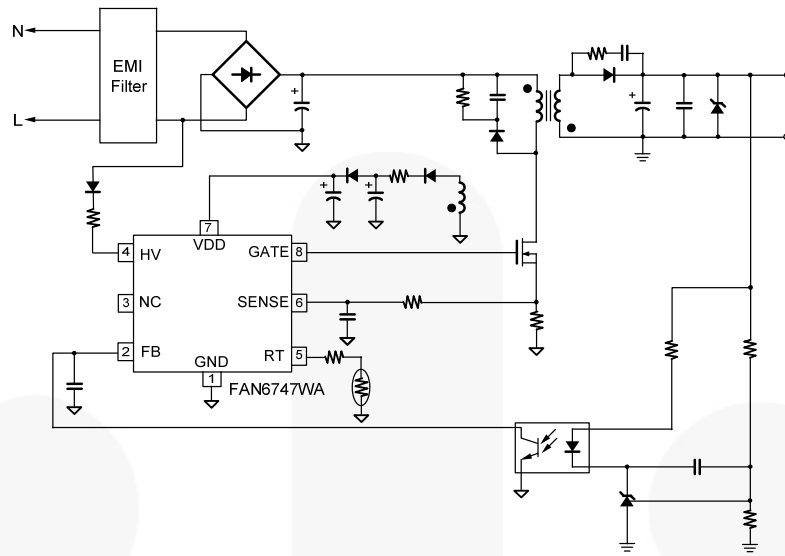 N
EMI
Filter
L
+
+
+ +
7
VDD
4 HV
GATE 8
3 NC
SENSE 6
2 FB
RT 5
GND
1
FAN6747WA